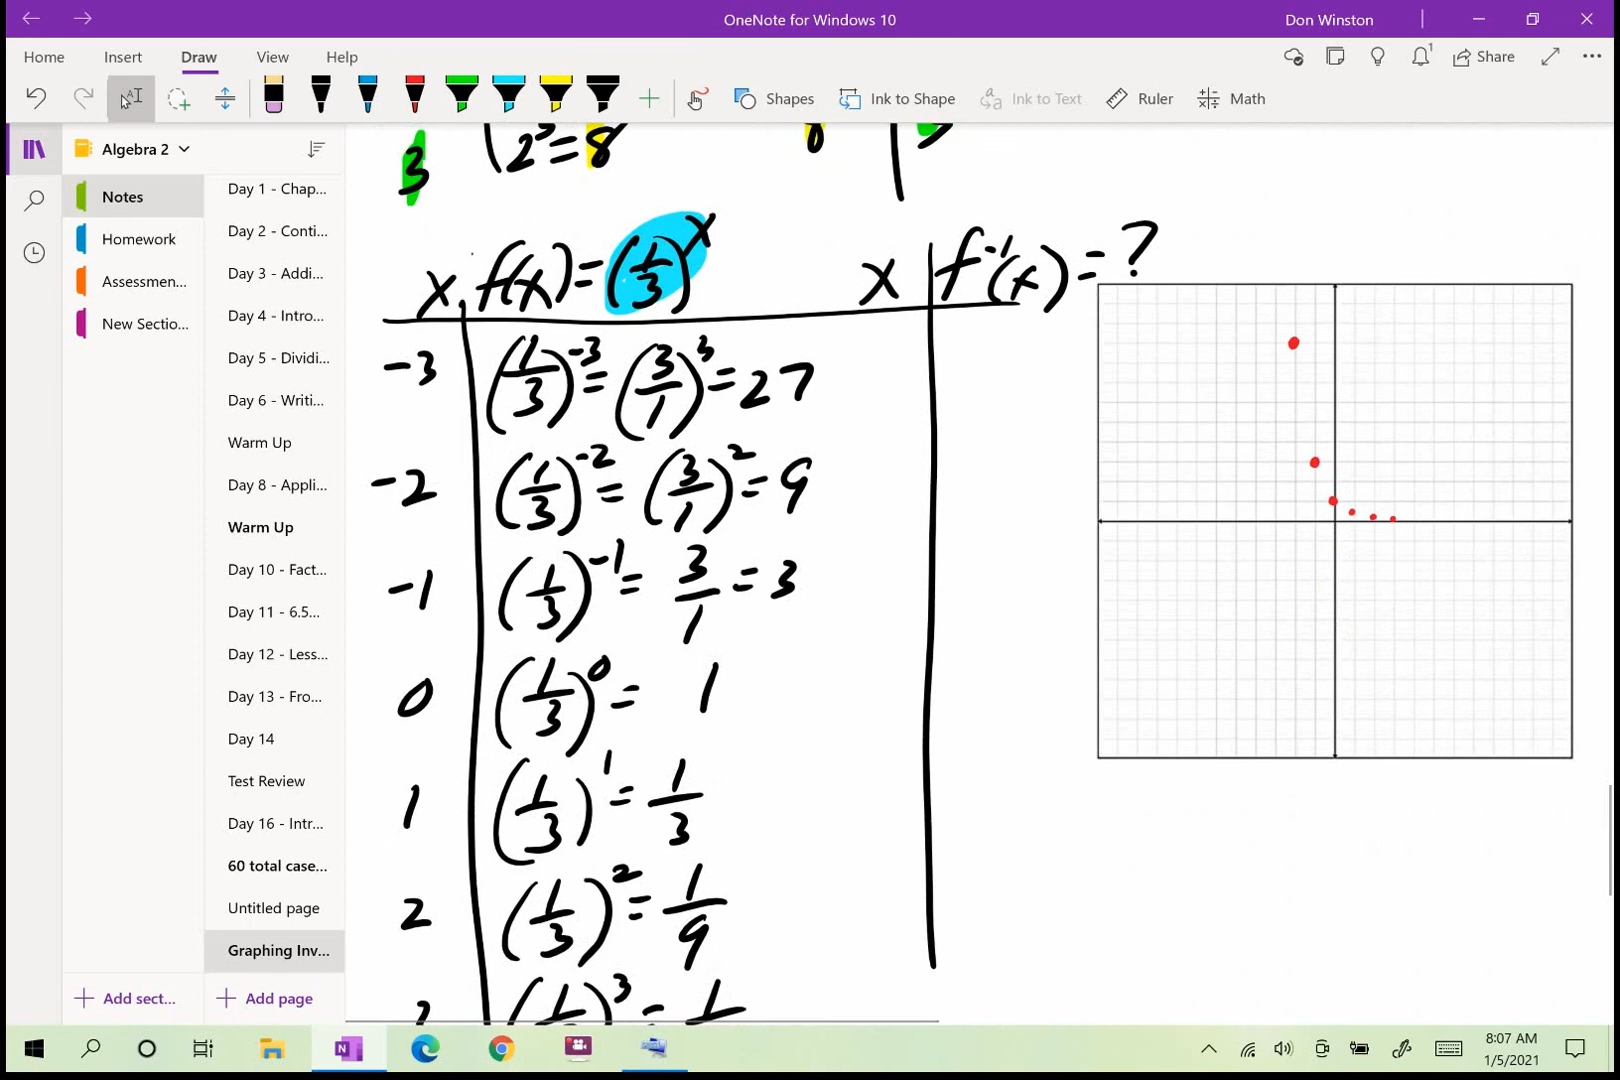 OneNote for Windows 10
Don Winston
Home Insert Draw View Help
Share
Shapes Ink to Shape Ink to Text Ruler Math
Algebra 2
Notes
Homework
Assessmen...
New Sectio...
Add sect...
Day 1 - Chap...
Day 2 - Conti...
Day 3 - Addi...
Day 4 - Intro...
Day 5 - Dividi...
Day 6 - Writi...
Warm Up
Day 8 - Appli...
Warm Up
Day 10 - Fact...
Day 11 - 6.5...
Day 12 - Less...
Day 13 - Fro...
Day 14
Test Review
Day 16 - Intr...
60 total case...
Untitled page
Graphing Inv...
Add page
3 2³ = 8 8 3
x f(x) = (1/3)^x x f⁻¹(x) = ?
-3 (1/3)⁻³ = (3/1)³ = 27
-2 (1/3)⁻² = (3/1)² = 9
-1 (1/3)⁻¹ = 3/1 = 3
0 (1/3)⁰ = 1
1 (1/3)¹ = 1/3
2 (1/3)² = 1/9
8:07 AM
1/5/2021